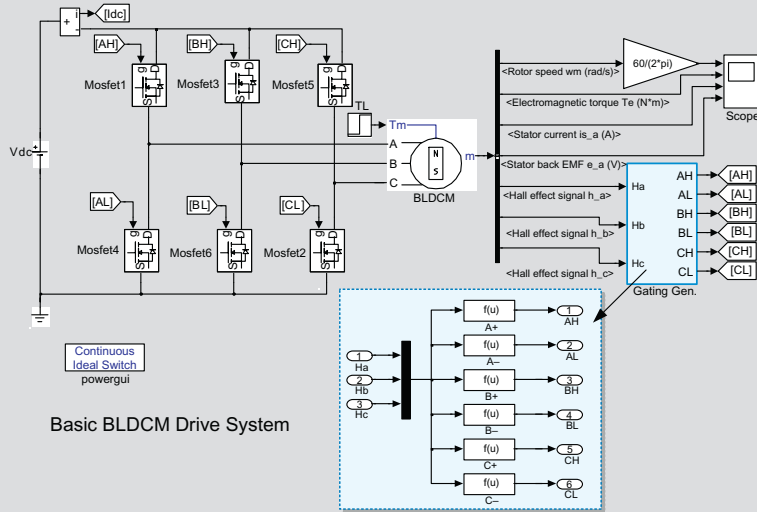 i
[Idc]
+
−
[AH]
[BH]
[CH]
g
D
S
Mosfet1
g
D
S
Mosfet3
g
D
S
Mosfet5
60/(2*pi)
<Rotor speed wm (rad/s)>
<Electromagnetic torque Te (N*m)>
<Stator current is_a (A)>
<Stator back EMF e_a (V)>
Scope
TL
Tm
A
B
C
N
S
m
BLDCM
Vdc
+
[AL]
[BL]
[CL]
g
D
S
Mosfet4
g
D
S
Mosfet6
g
D
S
Mosfet2
<Hall effect signal h_a>
<Hall effect signal h_b>
<Hall effect signal h_c>
Ha
Hb
Hc
AH
AL
BH
BL
CH
CL
Gating Gen.
[AH]
[AL]
[BH]
[BL]
[CH]
[CL]
Continuous
Ideal Switch
powergui
Basic BLDCM Drive System
1
Ha
2
Hb
3
Hc
f(u)
A+
1
AH
f(u)
A−
2
AL
f(u)
B+
3
BH
f(u)
B−
4
BL
f(u)
C+
5
CH
f(u)
C−
6
CL